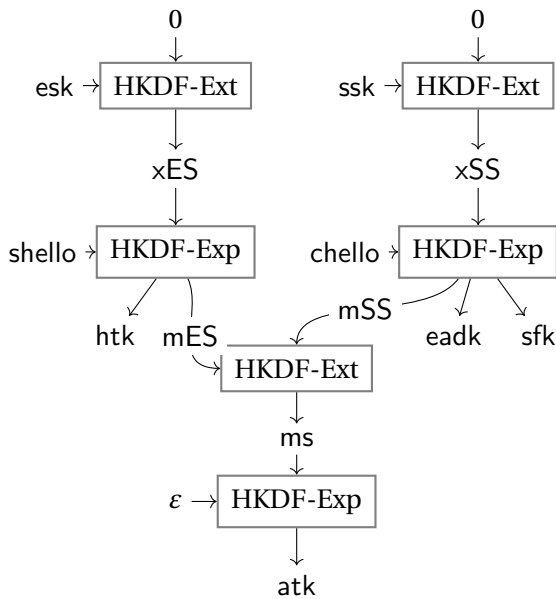 0 0
esk HKDF-Ext ssk HKDF-Ext
xES xSS
shello HKDF-Exp chello HKDF-Exp
mSS
htk mES eadk sfk
HKDF-Ext
ms
ε HKDF-Exp
atk